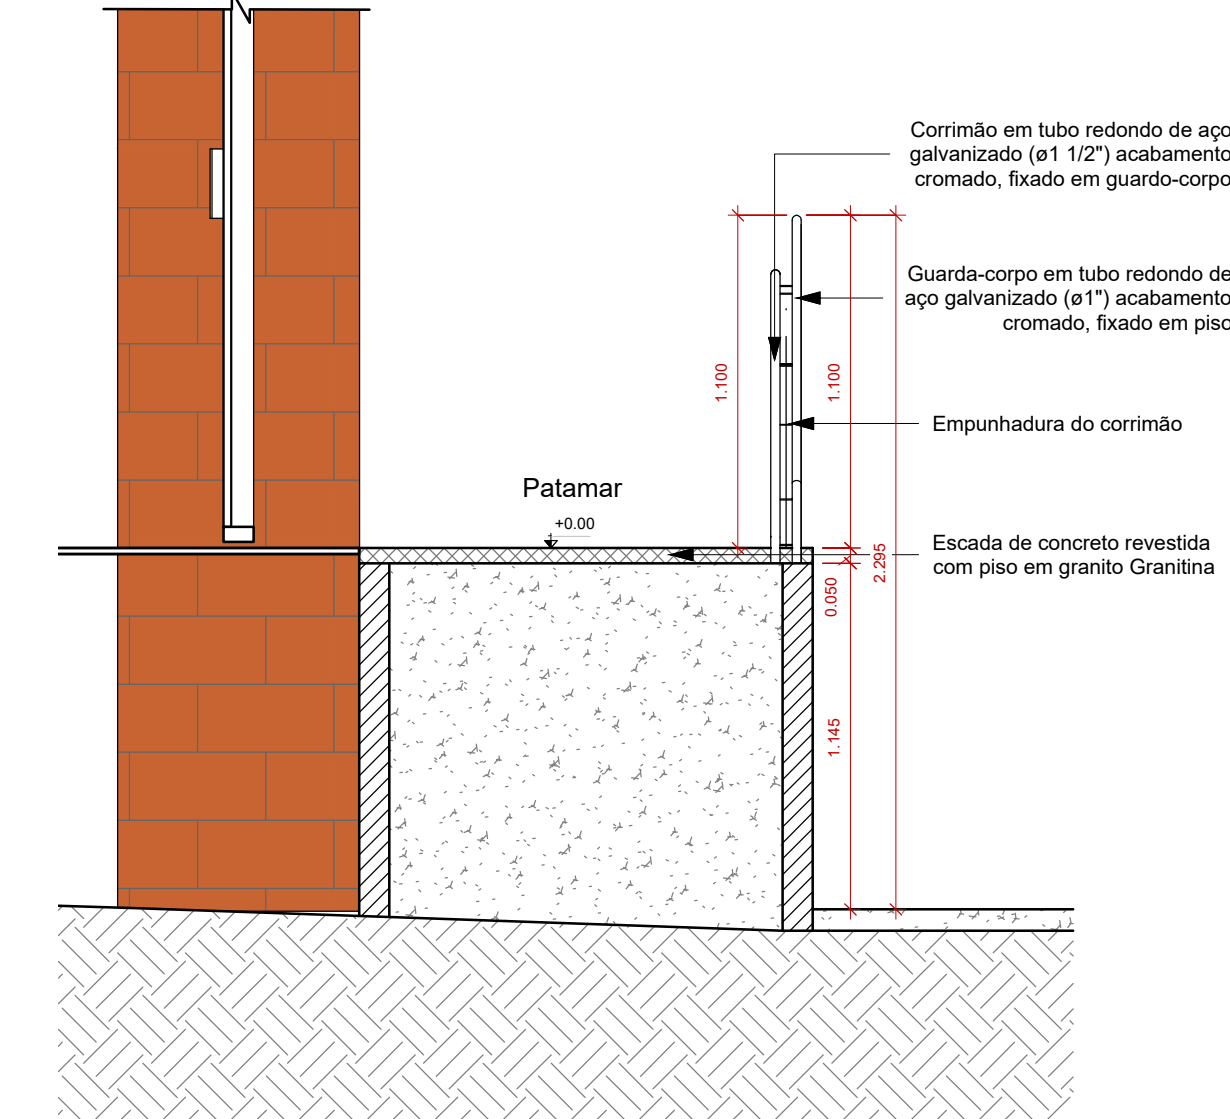 Corrimão em tubo redondo de aço
galvanizado (ø1 1/2") acabamento
cromado, fixado em guardo-corpo
Guarda-corpo em tubo redondo de
aço galvanizado (ø1") acabamento
cromado, fixado em piso
1.100
1.100
Empunhadura do corrimão
Patamar
+0.00
Escada de concreto revestida
com piso em granito Granitina
2.295
0.050
1.145